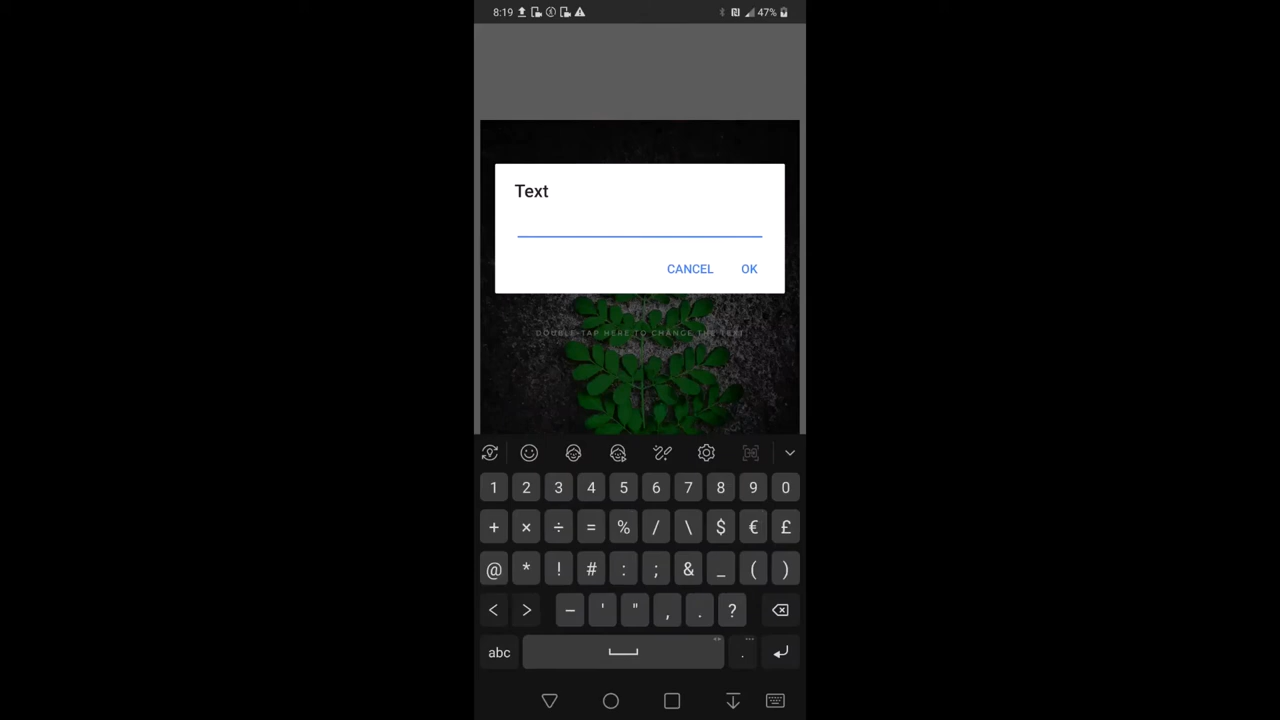 8:19 47%
Text
CANCEL OK
DOUBLE-TAP HERE TO CHANGE THE TEXT
1 2 3 4 5 6 7 8 9 0
+ × ÷ = % / \ $ € £
@ * ! # : ; & _ ( )
< > – ' " , . ?
abc .